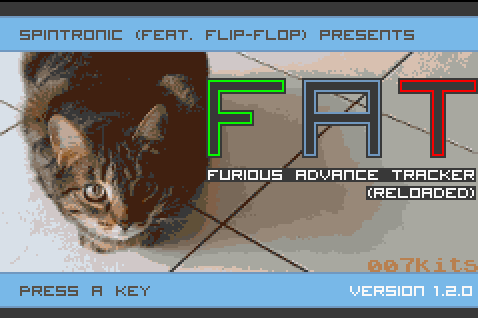 SPINTRONIC (FEAT. FLIP-FLOP) PRESENTS
FAT
FURIOUS ADVANCE TRACKER
(RELOADED)
007Kits
PRESS A KEY
VERSION 1.2.0